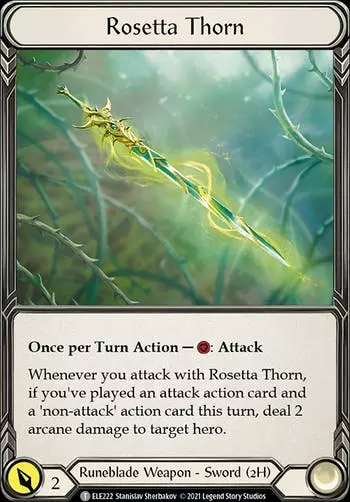 Rosetta Thorn
Once per Turn Action — : Attack
Whenever you attack with Rosetta Thorn,
if you've played an attack action card and
a 'non-attack' action card this turn, deal 2
arcane damage to target hero.
2
Runeblade Weapon - Sword (2H)
T ELE222 Stanislav Sherbakov © 2021 Legend Story Studios